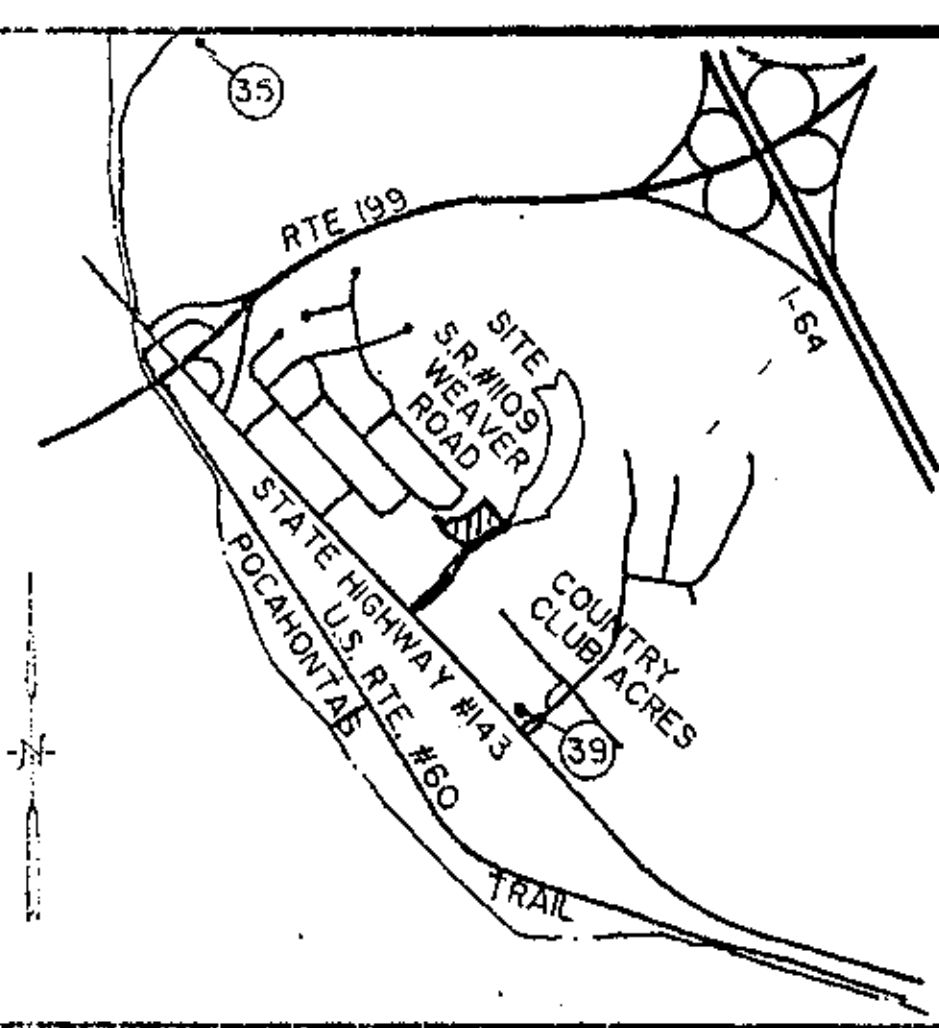 35
RTE 199
I-64
SITE
S.R.#1109
WEAVER
ROAD
STATE HIGHWAY #143
U.S. RTE. #60
POCAHONTAS
TRAIL
COUNTRY
CLUB ACRES
39
N